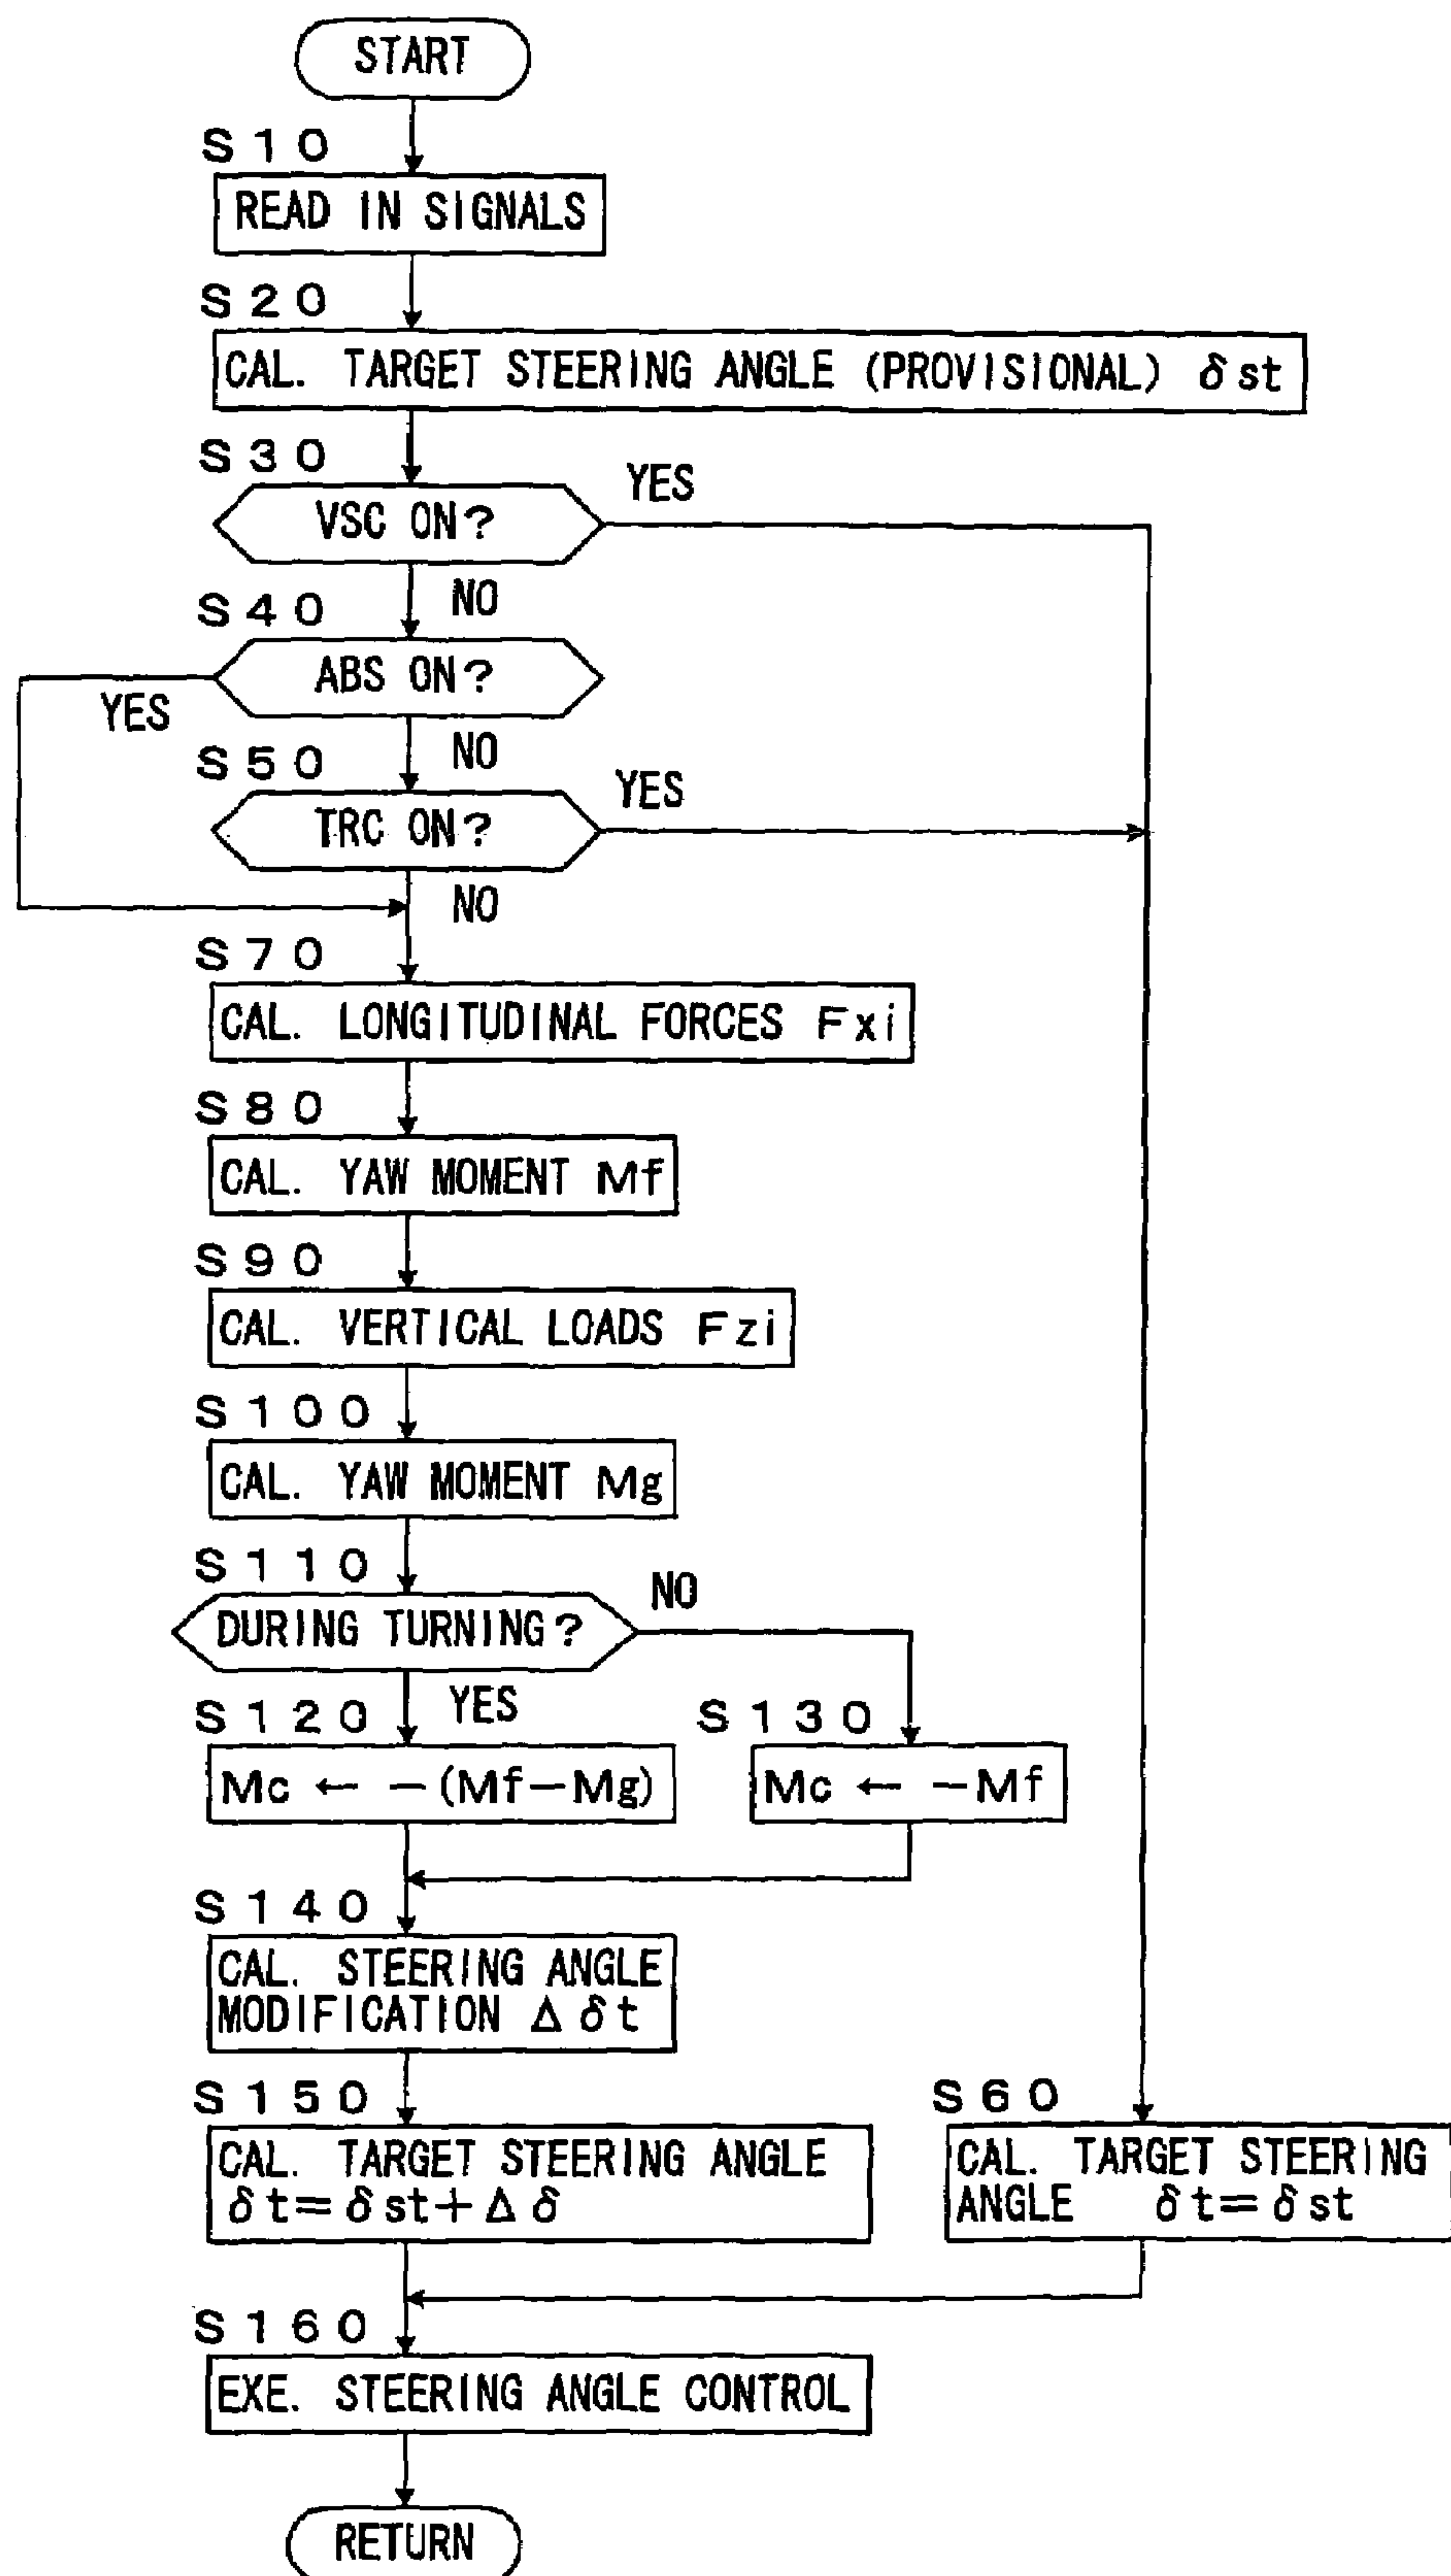 START
S10
READ IN SIGNALS
S20
CAL. TARGET STEERING ANGLE (PROVISIONAL) δst
S30
VSC ON?
YES
NO
S40
ABS ON?
YES
NO
S50
TRC ON?
YES
NO
S70
CAL. LONGITUDINAL FORCES Fxi
S80
CAL. YAW MOMENT Mf
S90
CAL. VERTICAL LOADS Fzi
S100
CAL. YAW MOMENT Mg
S110
DURING TURNING?
NO
YES
S120
Mc ← −(Mf−Mg)
S130
Mc ← −Mf
S140
CAL. STEERING ANGLE
MODIFICATION Δδt
S150
CAL. TARGET STEERING ANGLE
δt=δst+Δδ
S60
CAL. TARGET STEERING
ANGLE δt=δst
S160
EXE. STEERING ANGLE CONTROL
RETURN